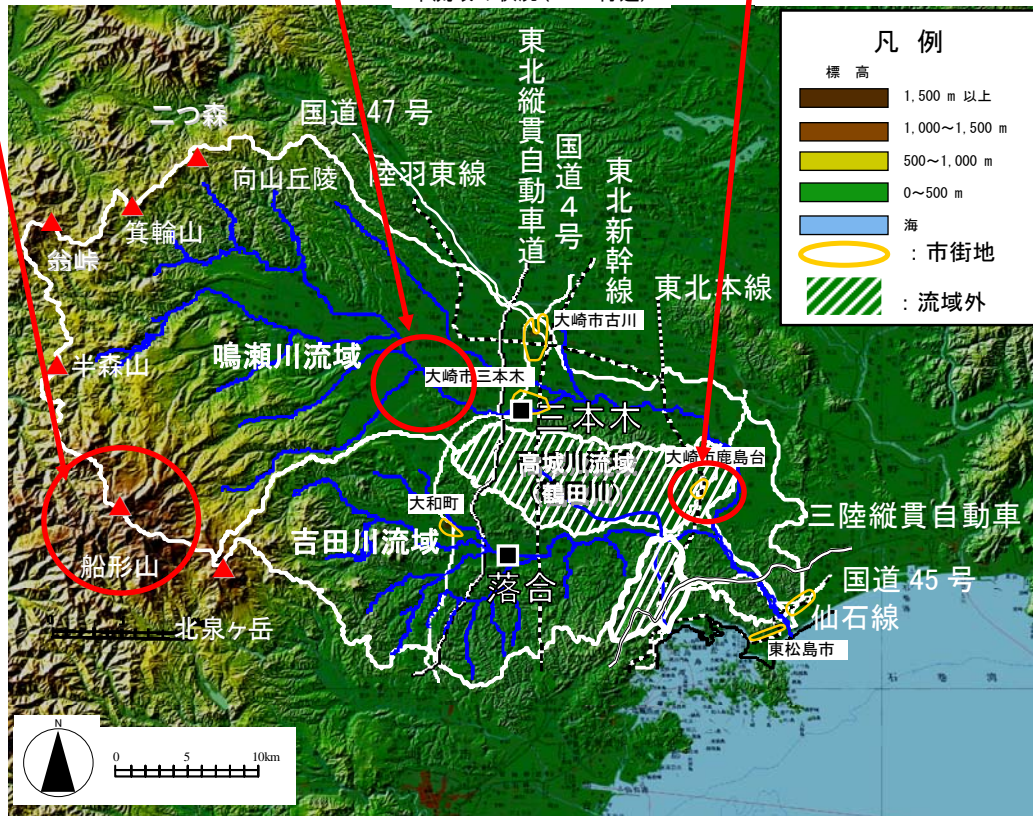 凡 例
標 高
1,500 m 以上
1,000～1,500 m
500～1,000 m
0～500 m
海
：市街地
：流域外
二つ森
国道 47 号
向山丘陵
陸羽東線
東北縦貫自動車道
国道４号
東北新幹線
東北本線
箕輪山
翁峠
半森山
鳴瀬川流域
大崎市古川
大崎市三本木
三本木
高城川流域
(鶴田川)
大崎市鹿島台
大和町
吉田川流域
落合
船形山
北泉ヶ岳
三陸縦貫自動車
国道 45 号
仙石線
東松島市
石 巻 湾
N
0 5 10km